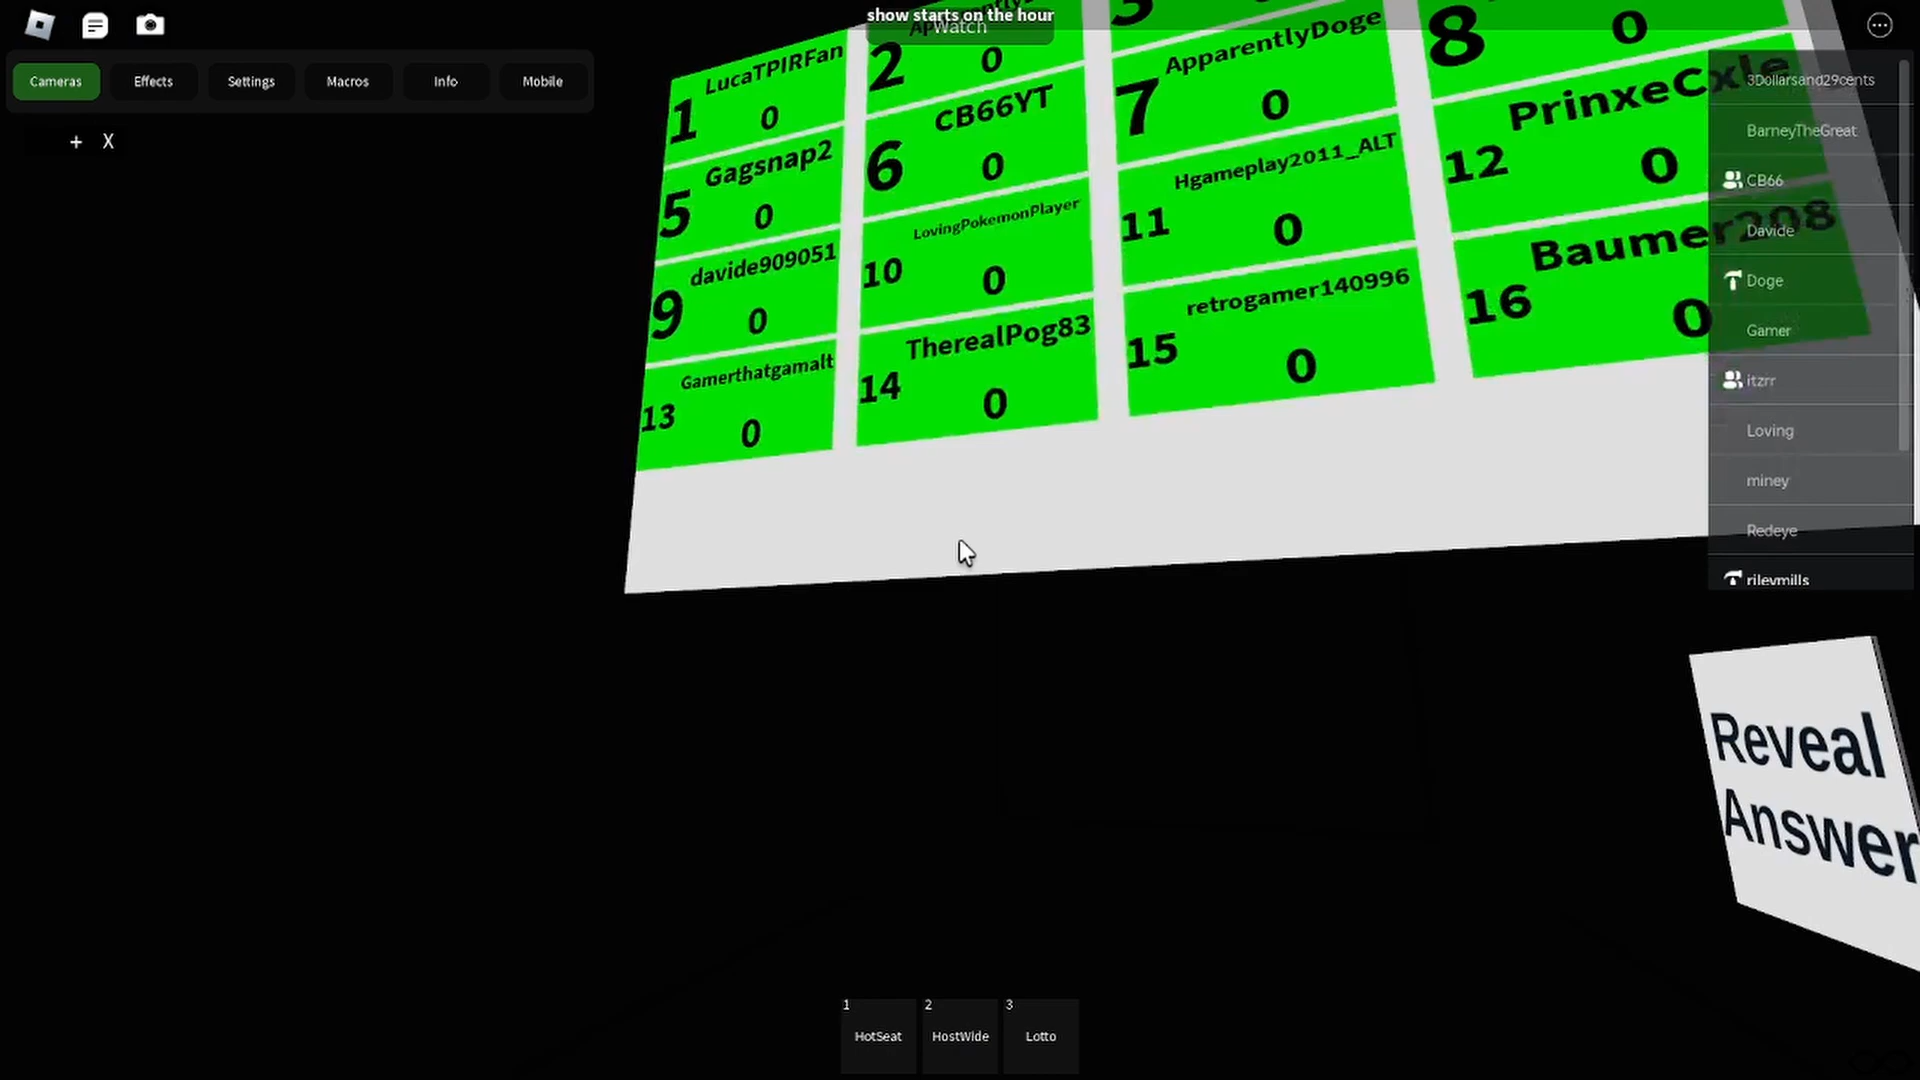 show starts on the hour
Watch
Cameras
Effects
Settings
Macros
Info
Mobile
+ X
1 LucaTPIRFan 0
2 0
3
8 0
5 Gagsnap2 0
6 CB66YT 0
7 ApparentlyDoge 0
12 PrinxeCxle 0
9 davide909051 0
10 LovingPokemonPlayer 0
11 Hgameplay2011_ALT 0
16 Baumer208 0
13 Gamerthatgamalt 0
14 TherealPog83 0
15 retrogamer140996 0
3Dollarsand29cents
BarneyTheGreat
CB66
Davide
Doge
Gamer
itzrr
Loving
miney
Redeye
rileymills
Reveal
Answer
1 HotSeat
2 HostWide
3 Lotto